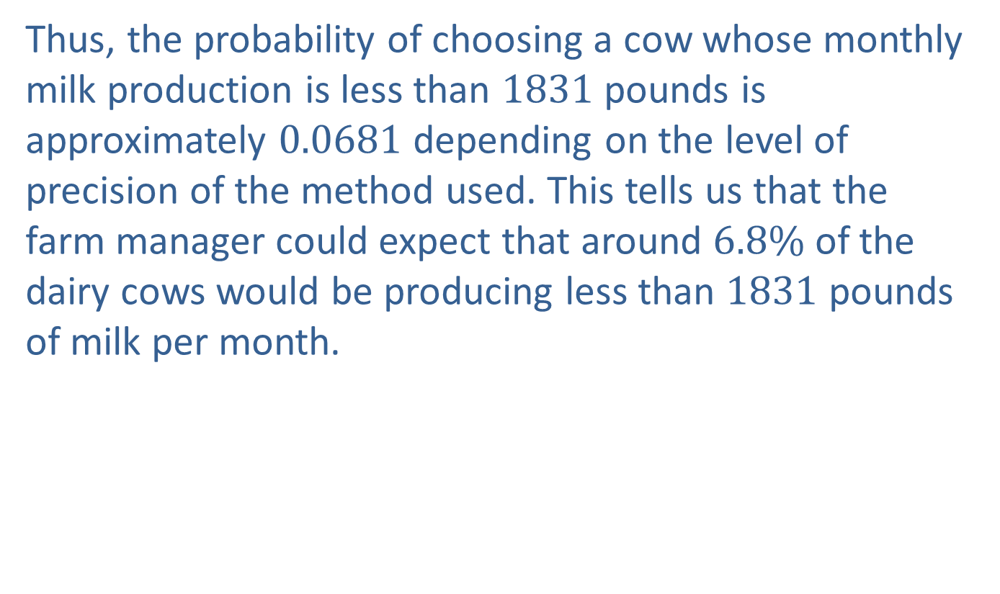 Thus, the probability of choosing a cow whose monthly
milk production is less than 1831 pounds is
approximately 0.0681 depending on the level of
precision of the method used. This tells us that the
farm manager could expect that around 6.8% of the
dairy cows would be producing less than 1831 pounds
of milk per month.